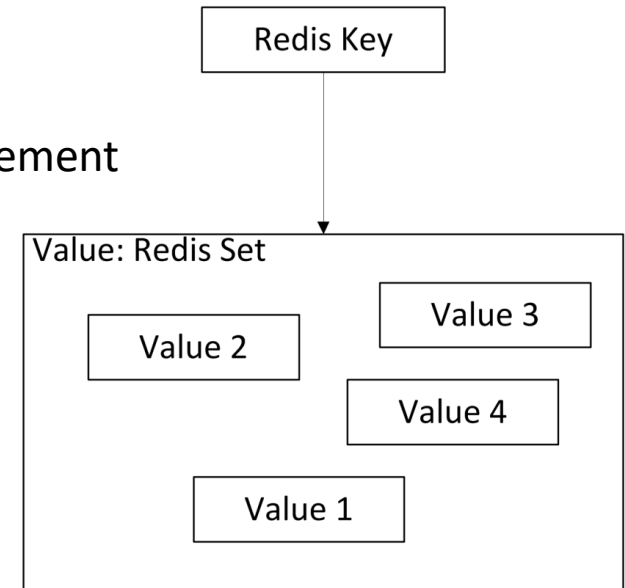 Redis Key
ement
Value: Redis Set
Value 3
Value 2
Value 4
Value 1